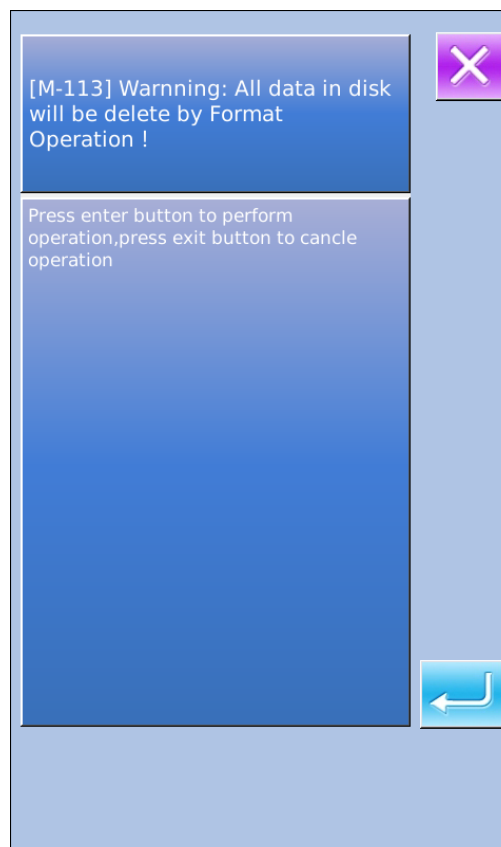 [M-113] Warnning: All data in disk
will be delete by Format
Operation !
Press enter button to perform
operation,press exit button to cancle
operation